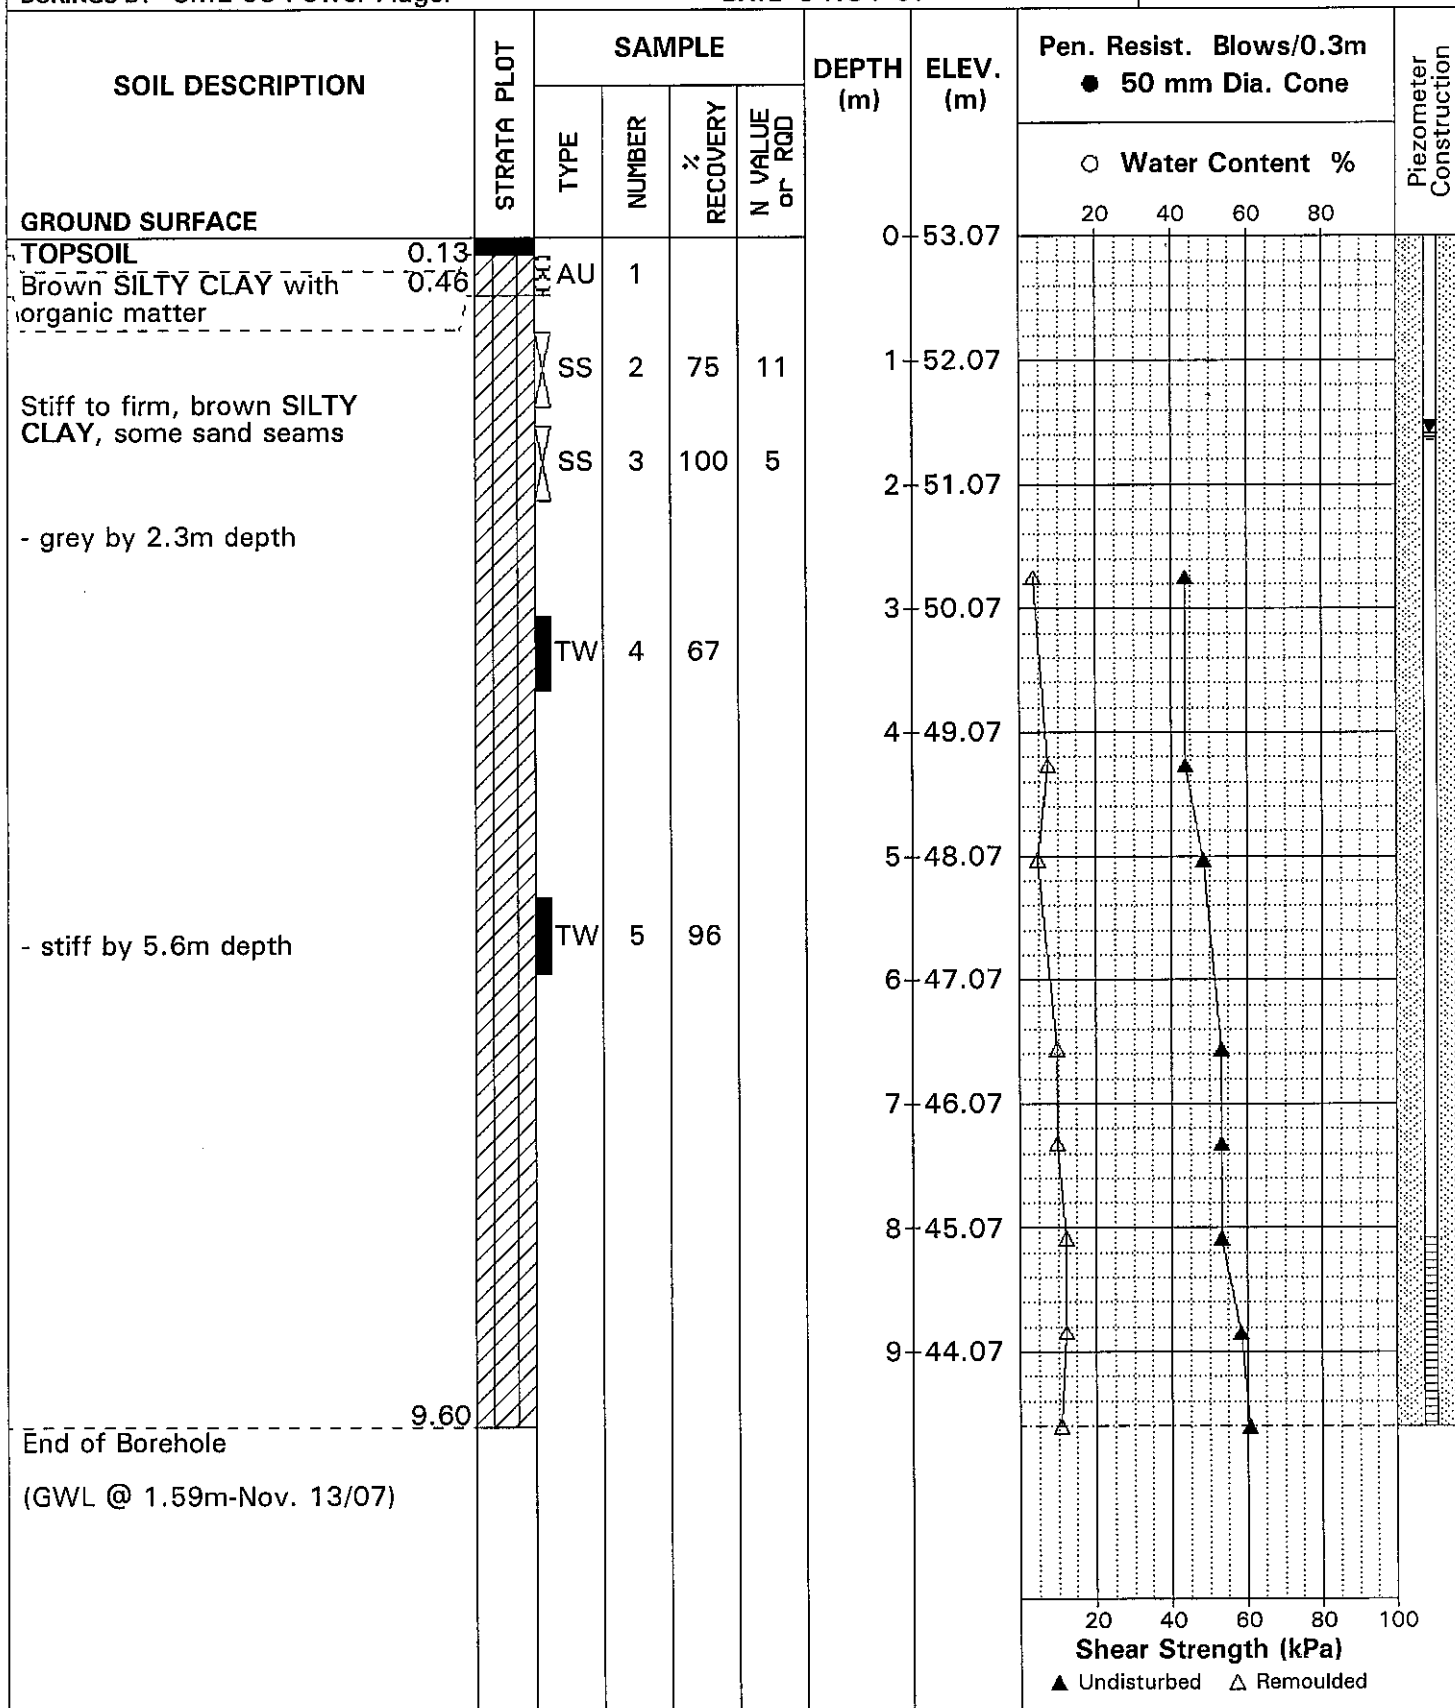 SOIL DESCRIPTION
GROUND SURFACE
STRATA PLOT
SAMPLE
TYPE
NUMBER
% RECOVERY
N VALUE or RQD
DEPTH (m)
ELEV. (m)
Pen. Resist. Blows/0.3m
● 50 mm Dia. Cone
○ Water Content %
20 40 60 80
Piezometer Construction
0 53.07
TOPSOIL 0.13
Brown SILTY CLAY with 0.46
organic matter
AU 1
SS 2 75 11
1 52.07
Stiff to firm, brown SILTY
CLAY, some sand seams
SS 3 100 5
2 51.07
- grey by 2.3m depth
3 50.07
TW 4 67
4 49.07
5 48.07
- stiff by 5.6m depth
TW 5 96
6 47.07
7 46.07
8 45.07
9 44.07
9.60
End of Borehole
(GWL @ 1.59m-Nov. 13/07)
20 40 60 80 100
Shear Strength (kPa)
▲ Undisturbed △ Remoulded